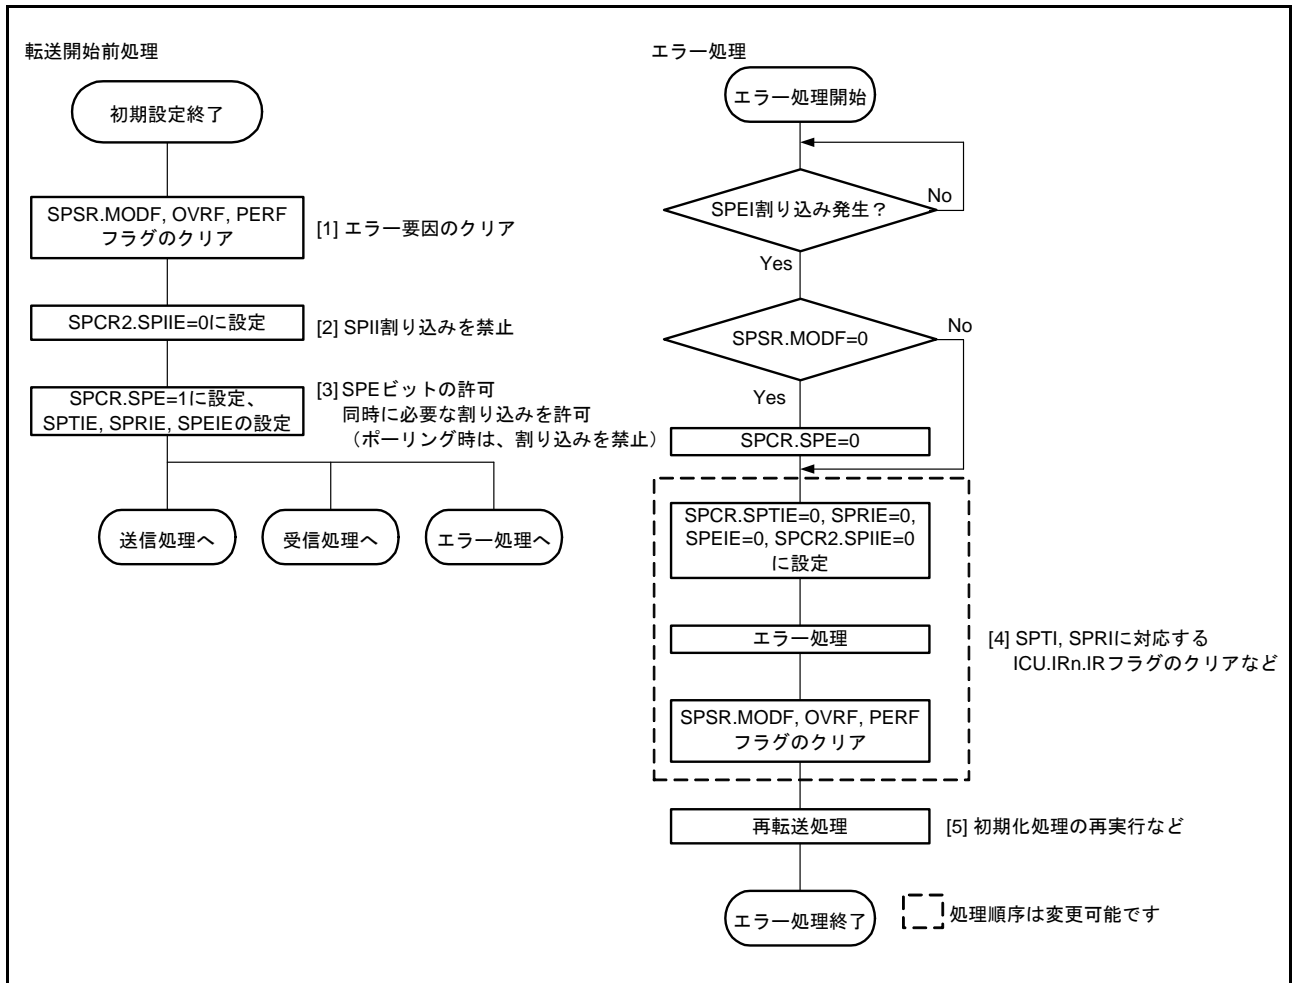 転送開始前処理
初期設定終了
SPSR.MODF, OVRF, PERF
フラグのクリア
[1] エラー要因のクリア
SPCR2.SPIIE=0に設定
[2] SPII割り込みを禁止
SPCR.SPE=1に設定、
SPTIE, SPRIE, SPEIEの設定
[3] SPEビットの許可
同時に必要な割り込みを許可
（ポーリング時は、割り込みを禁止）
送信処理へ
受信処理へ
エラー処理へ
エラー処理
エラー処理開始
SPEI割り込み発生？
No
Yes
SPSR.MODF=0
No
Yes
SPCR.SPE=0
SPCR.SPTIE=0, SPRIE=0,
SPEIE=0, SPCR2.SPIIE=0
に設定
エラー処理
[4] SPTI, SPRIに対応する
ICU.IRn.IRフラグのクリアなど
SPSR.MODF, OVRF, PERF
フラグのクリア
再転送処理
[5] 初期化処理の再実行など
エラー処理終了
処理順序は変更可能です